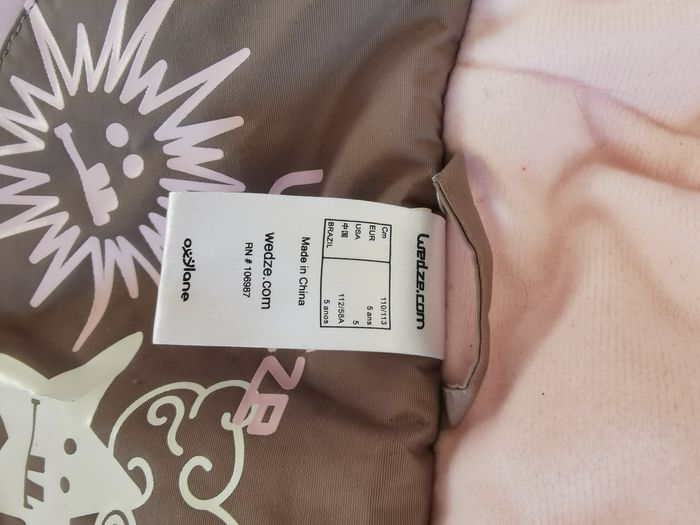 wedze.com
Cm 110/113
EUR 5 ans
USA 5
中国 112/58A
BRAZIL 5 anos
Made in China
wedze.com
RN # 106987
oxylane